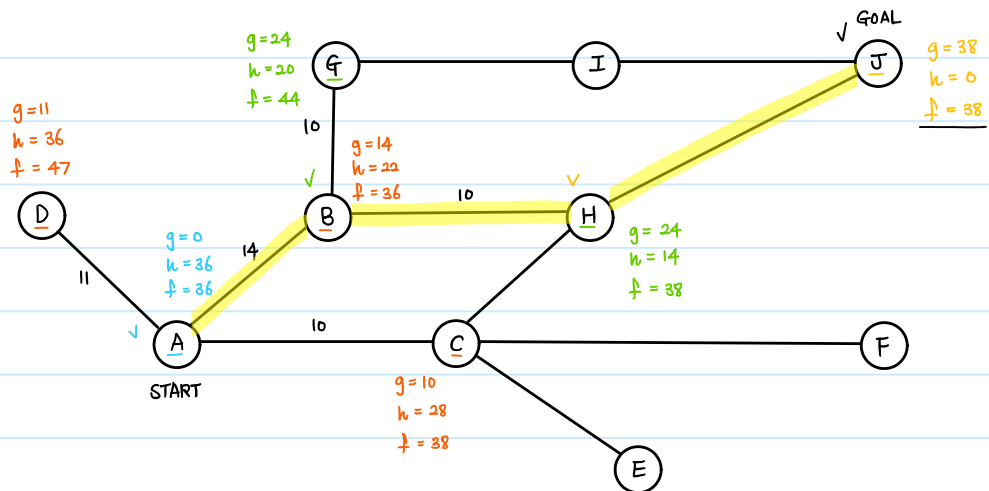 GOAL
J
g=38
h=0
f=38
g=24
h=20
f=44
G
I
10
g=11
h=36
f=47
D
11
g=14
h=22
f=36
B
10
H
g=24
h=14
f=38
g=0
h=36
f=36
14
A
START
10
C
g=10
h=28
f=38
F
E